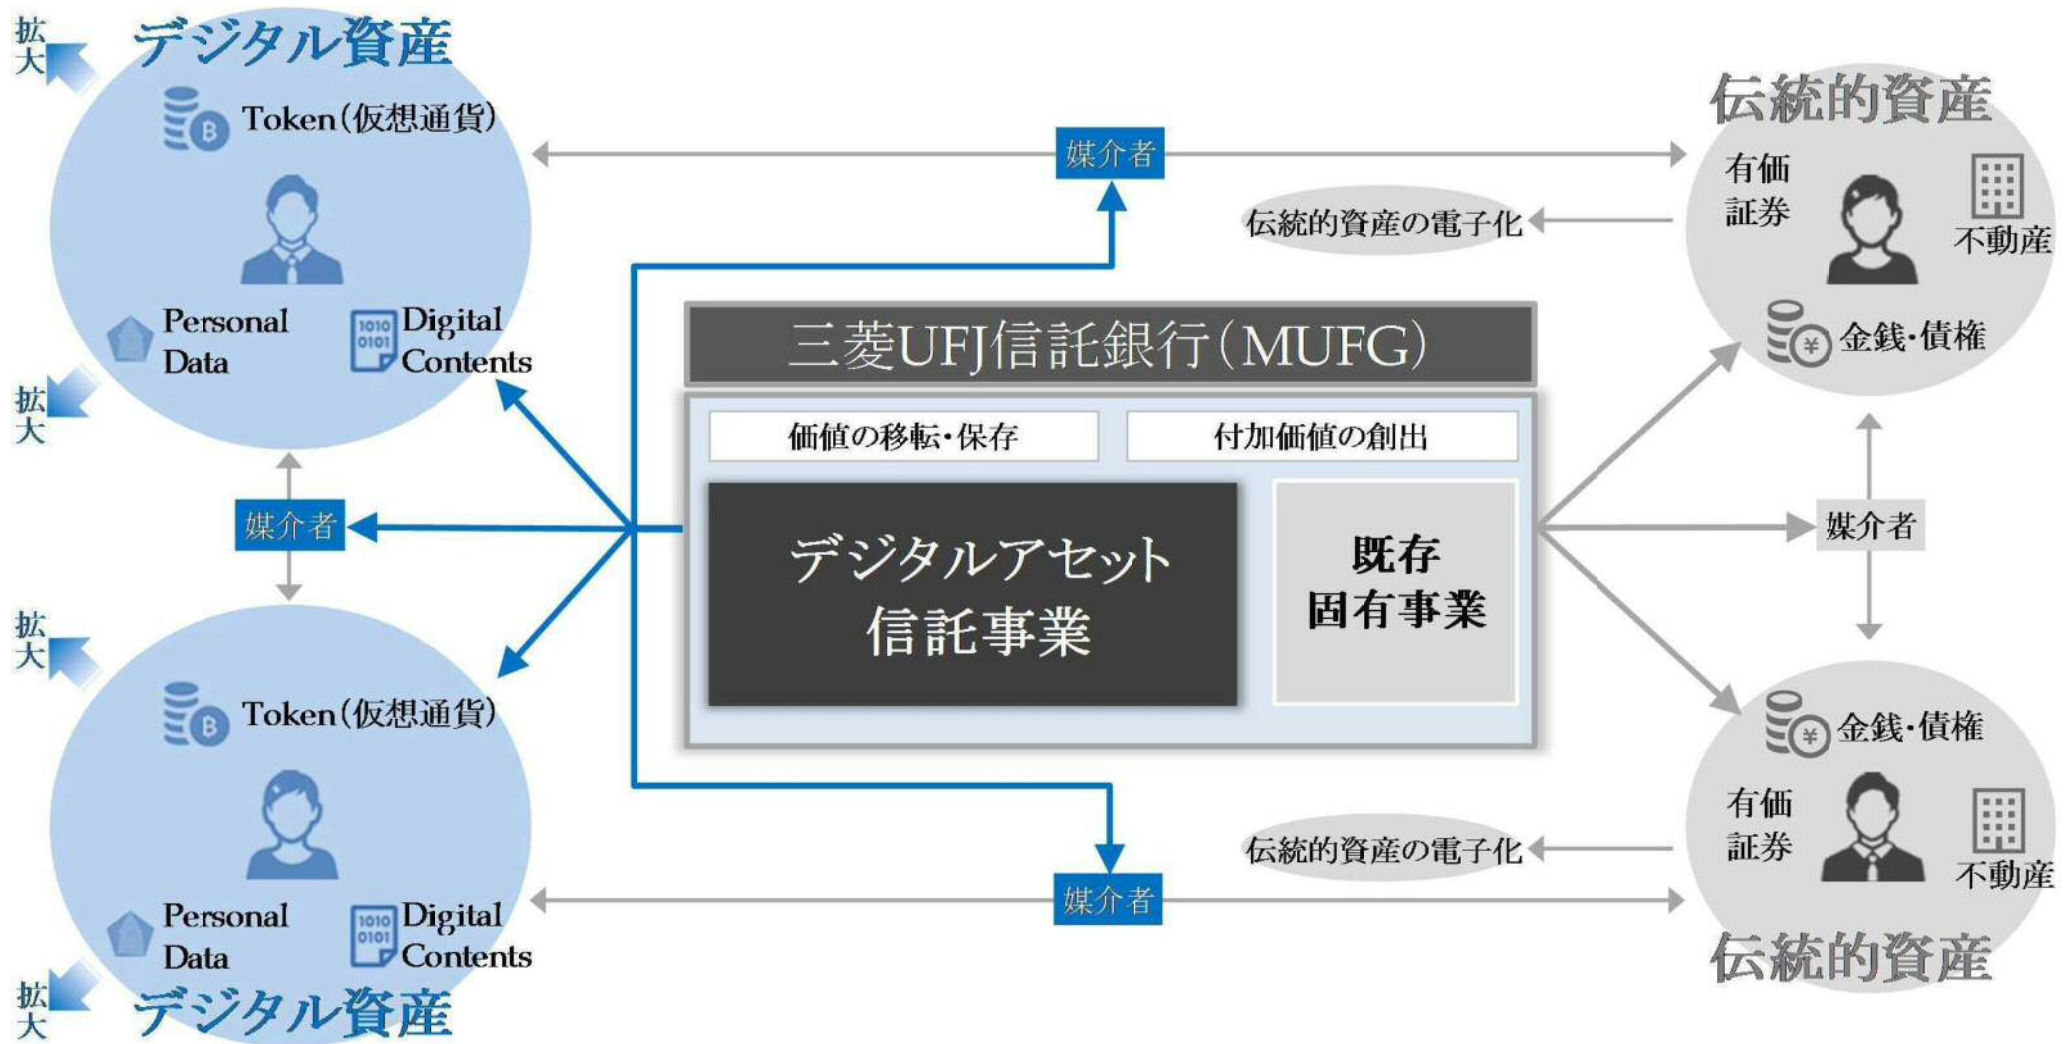 拡大
デジタル資産
Token(仮想通貨)
Personal
Data
1010
0101
Digital
Contents
拡大
媒介者
伝統的資産
有価
証券
不動産
金銭・債権
伝統的資産の電子化
三菱UFJ信託銀行(MUFG)
価値の移転・保存
付加価値の創出
デジタルアセット
信託事業
既存
固有事業
媒介者
媒介者
拡大
Token(仮想通貨)
Personal
Data
1010
0101
Digital
Contents
拡大
デジタル資産
媒介者
伝統的資産の電子化
金銭・債権
有価
証券
不動産
伝統的資産